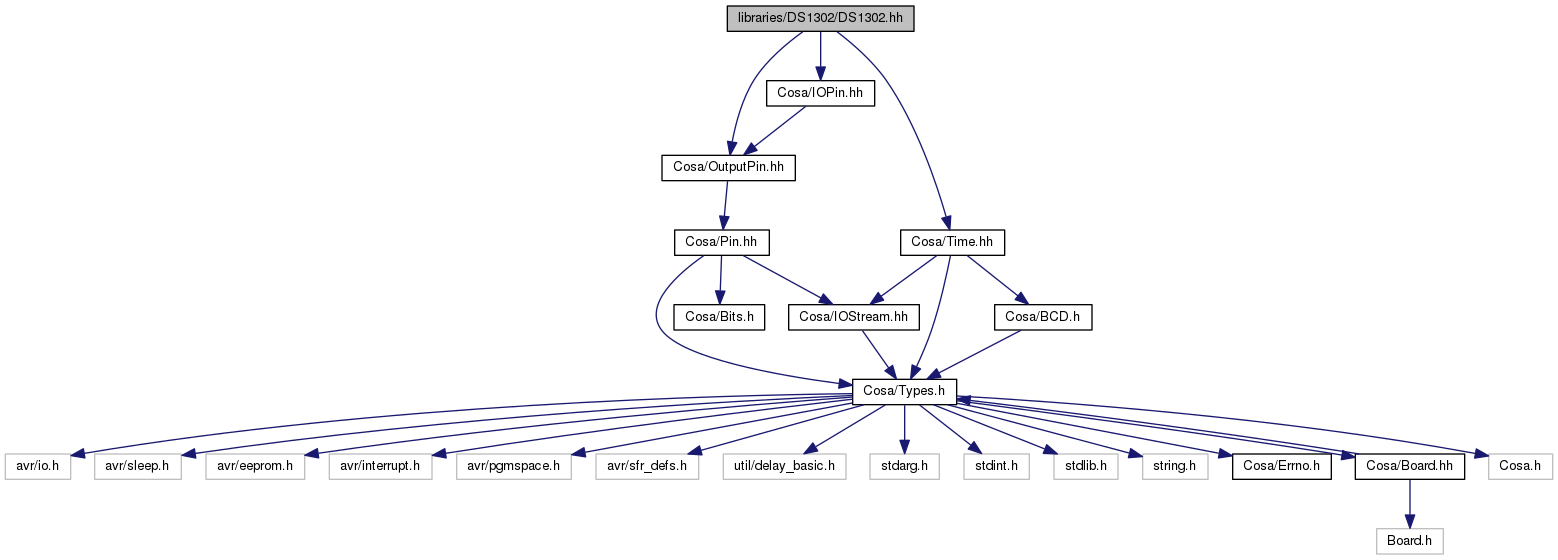 libraries/DS1302/DS1302.hh
Cosa/IOPin.hh
Cosa/OutputPin.hh
Cosa/Pin.hh
Cosa/Time.hh
Cosa/Bits.h
Cosa/IOStream.hh
Cosa/BCD.h
Cosa/Types.h
avr/io.h
avr/sleep.h
avr/eeprom.h
avr/interrupt.h
avr/pgmspace.h
avr/sfr_defs.h
util/delay_basic.h
stdarg.h
stdint.h
stdlib.h
string.h
Cosa/Errno.h
Cosa/Board.hh
Cosa.h
Board.h